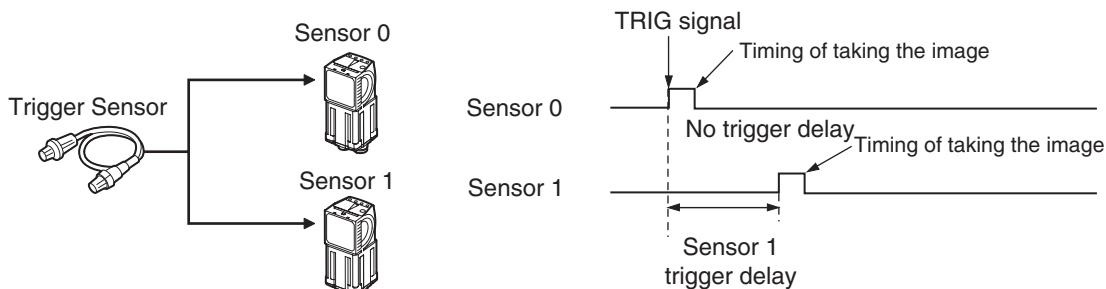 Sensor 0
Trigger Sensor
Sensor 1
TRIG signal
Timing of taking the image
Sensor 0
No trigger delay
Timing of taking the image
Sensor 1
Sensor 1
trigger delay